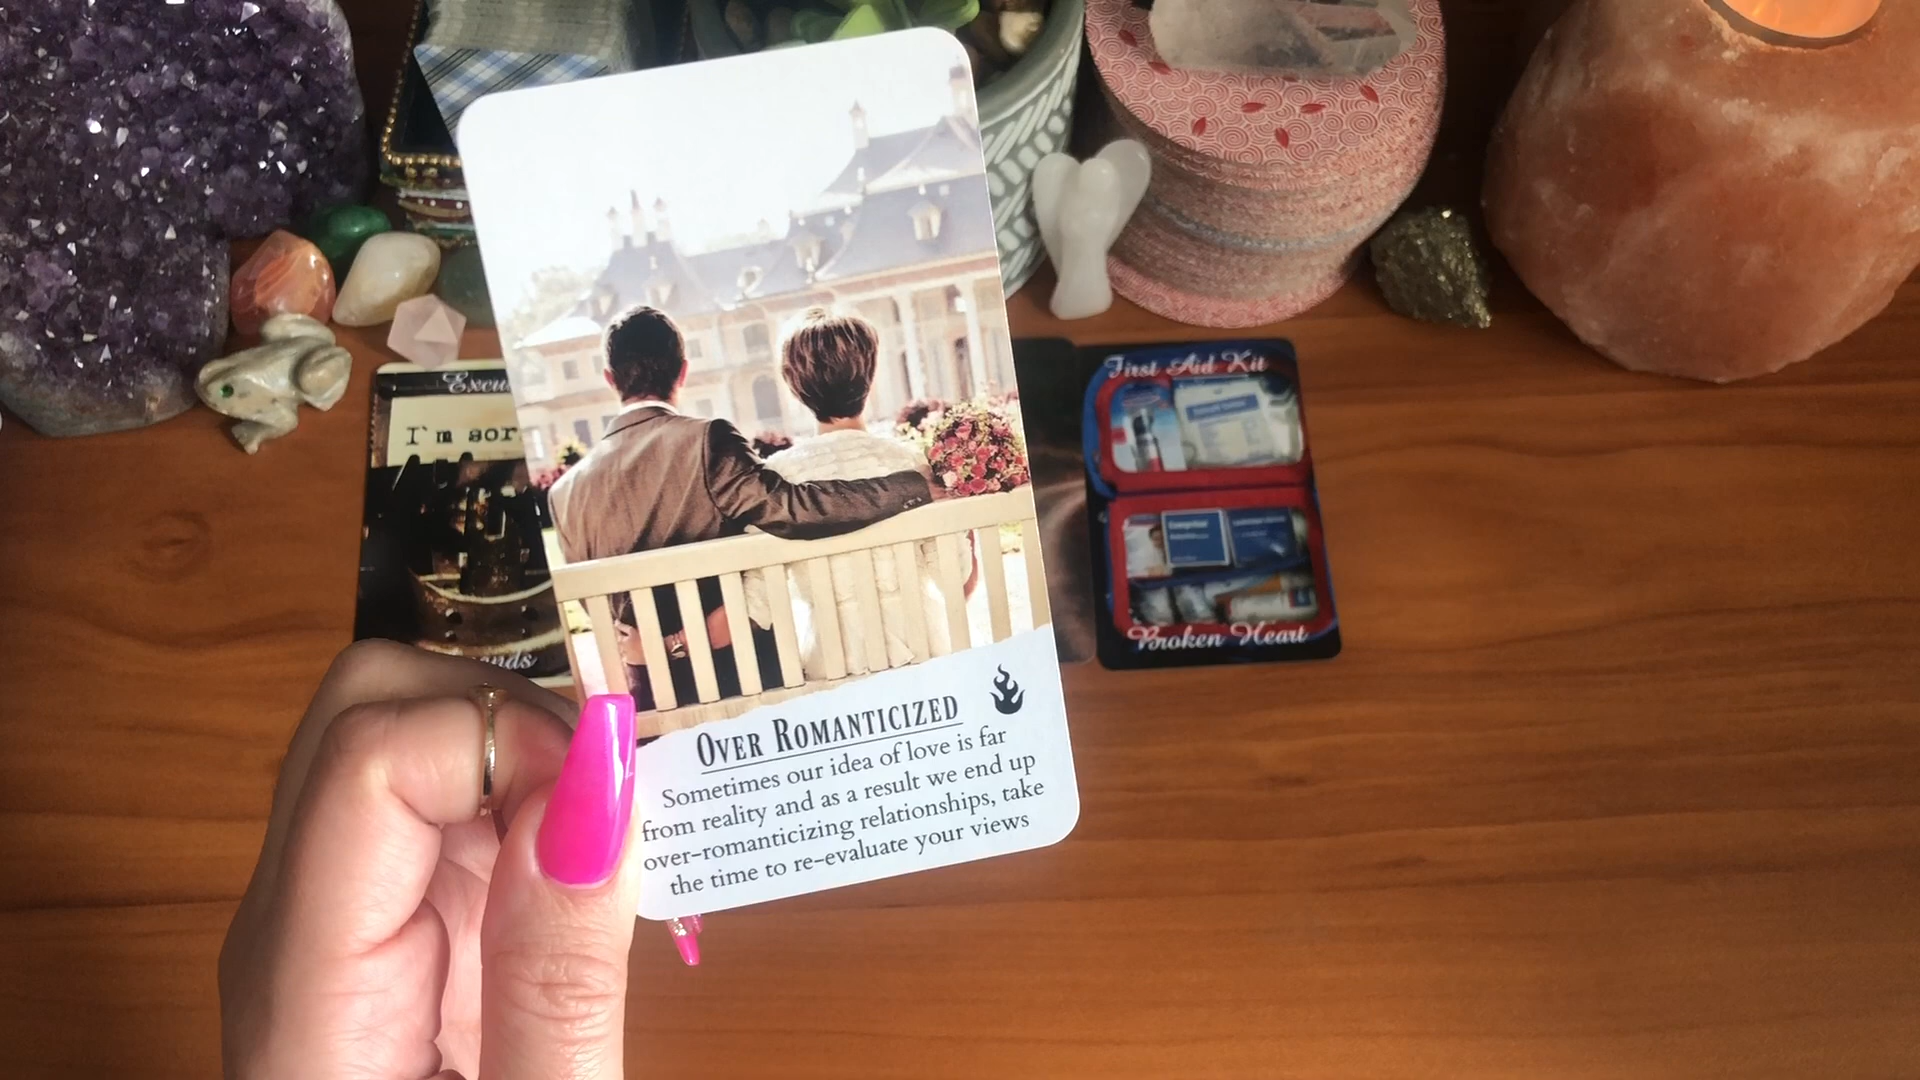 I'm sor
First Aid Kit
Broken Heart
OVER ROMANTICIZED
Sometimes our idea of love is far
from reality and as a result we end up
over-romanticizing relationships, take
the time to re-evaluate your views